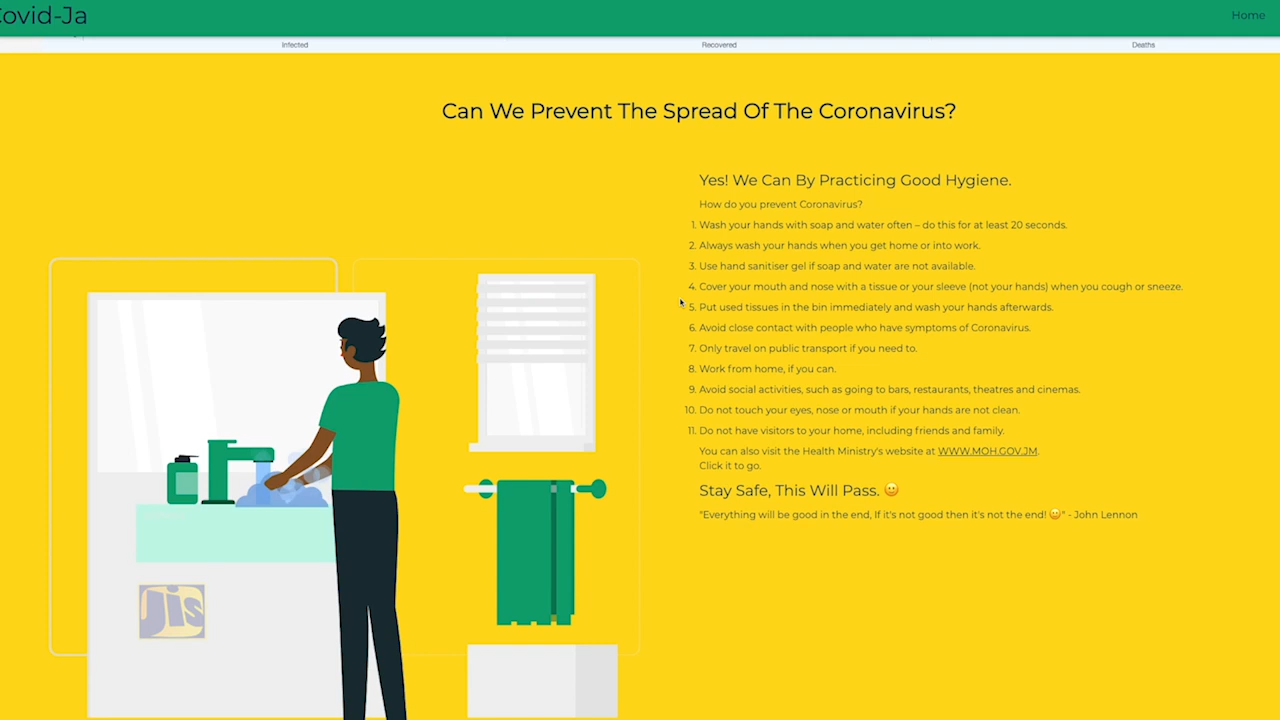 Covid-Ja
Home
Infected
Recovered
Deaths
Can We Prevent The Spread Of The Coronavirus?
Yes! We Can By Practicing Good Hygiene.
How do you prevent Coronavirus?
1. Wash your hands with soap and water often – do this for at least 20 seconds.
2. Always wash your hands when you get home or into work.
3. Use hand sanitiser gel if soap and water are not available.
4. Cover your mouth and nose with a tissue or your sleeve (not your hands) when you cough or sneeze.
5. Put used tissues in the bin immediately and wash your hands afterwards.
6. Avoid close contact with people who have symptoms of Coronavirus.
7. Only travel on public transport if you need to.
8. Work from home, if you can.
9. Avoid social activities, such as going to bars, restaurants, theatres and cinemas.
10. Do not touch your eyes, nose or mouth if your hands are not clean.
11. Do not have visitors to your home, including friends and family.
You can also visit the Health Ministry's website at WWW.MOH.GOV.JM.
Click it to go.
Stay Safe, This Will Pass. 😀
"Everything will be good in the end, If it's not good then it's not the end! 😀" - John Lennon
Jis